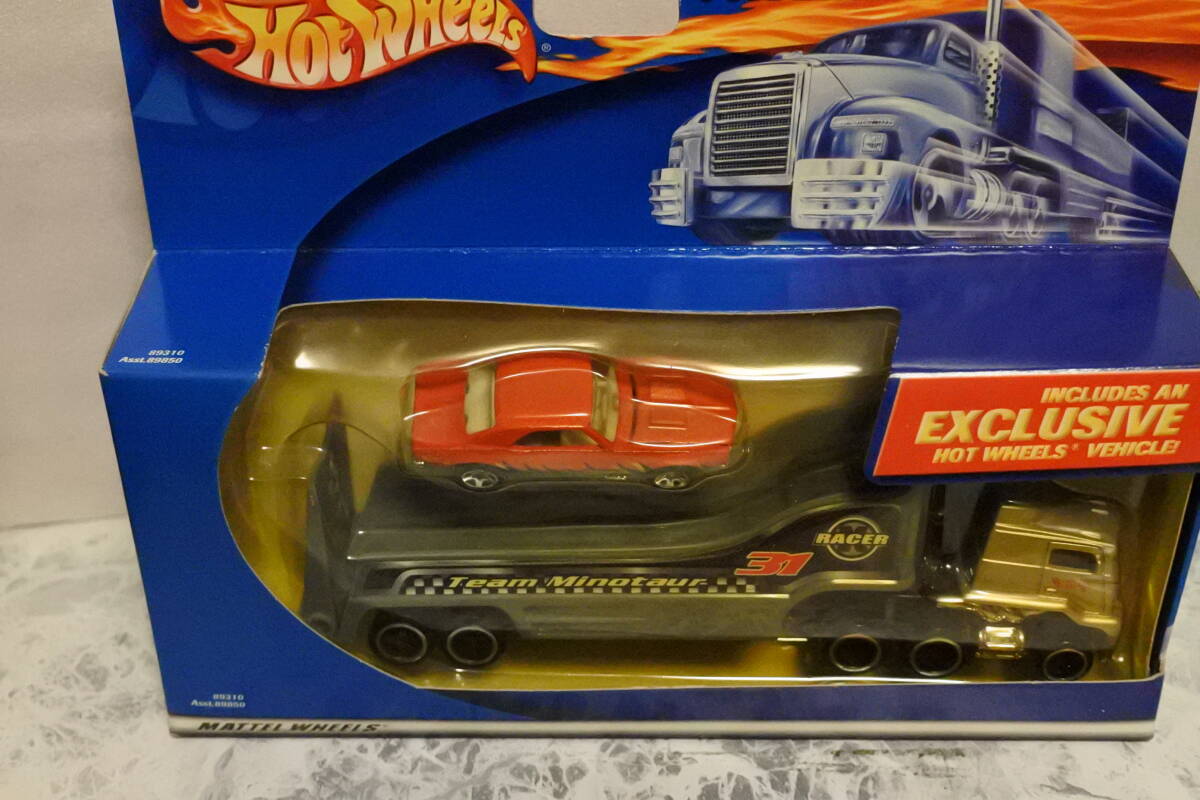 HOT WHEELS®
89310
Asst.89850
INCLUDES AN
EXCLUSIVE
HOT WHEELS® VEHICLE!
RACER
31
Team Minotaur
89310
Asst.89850
MATTEL WHEELS™